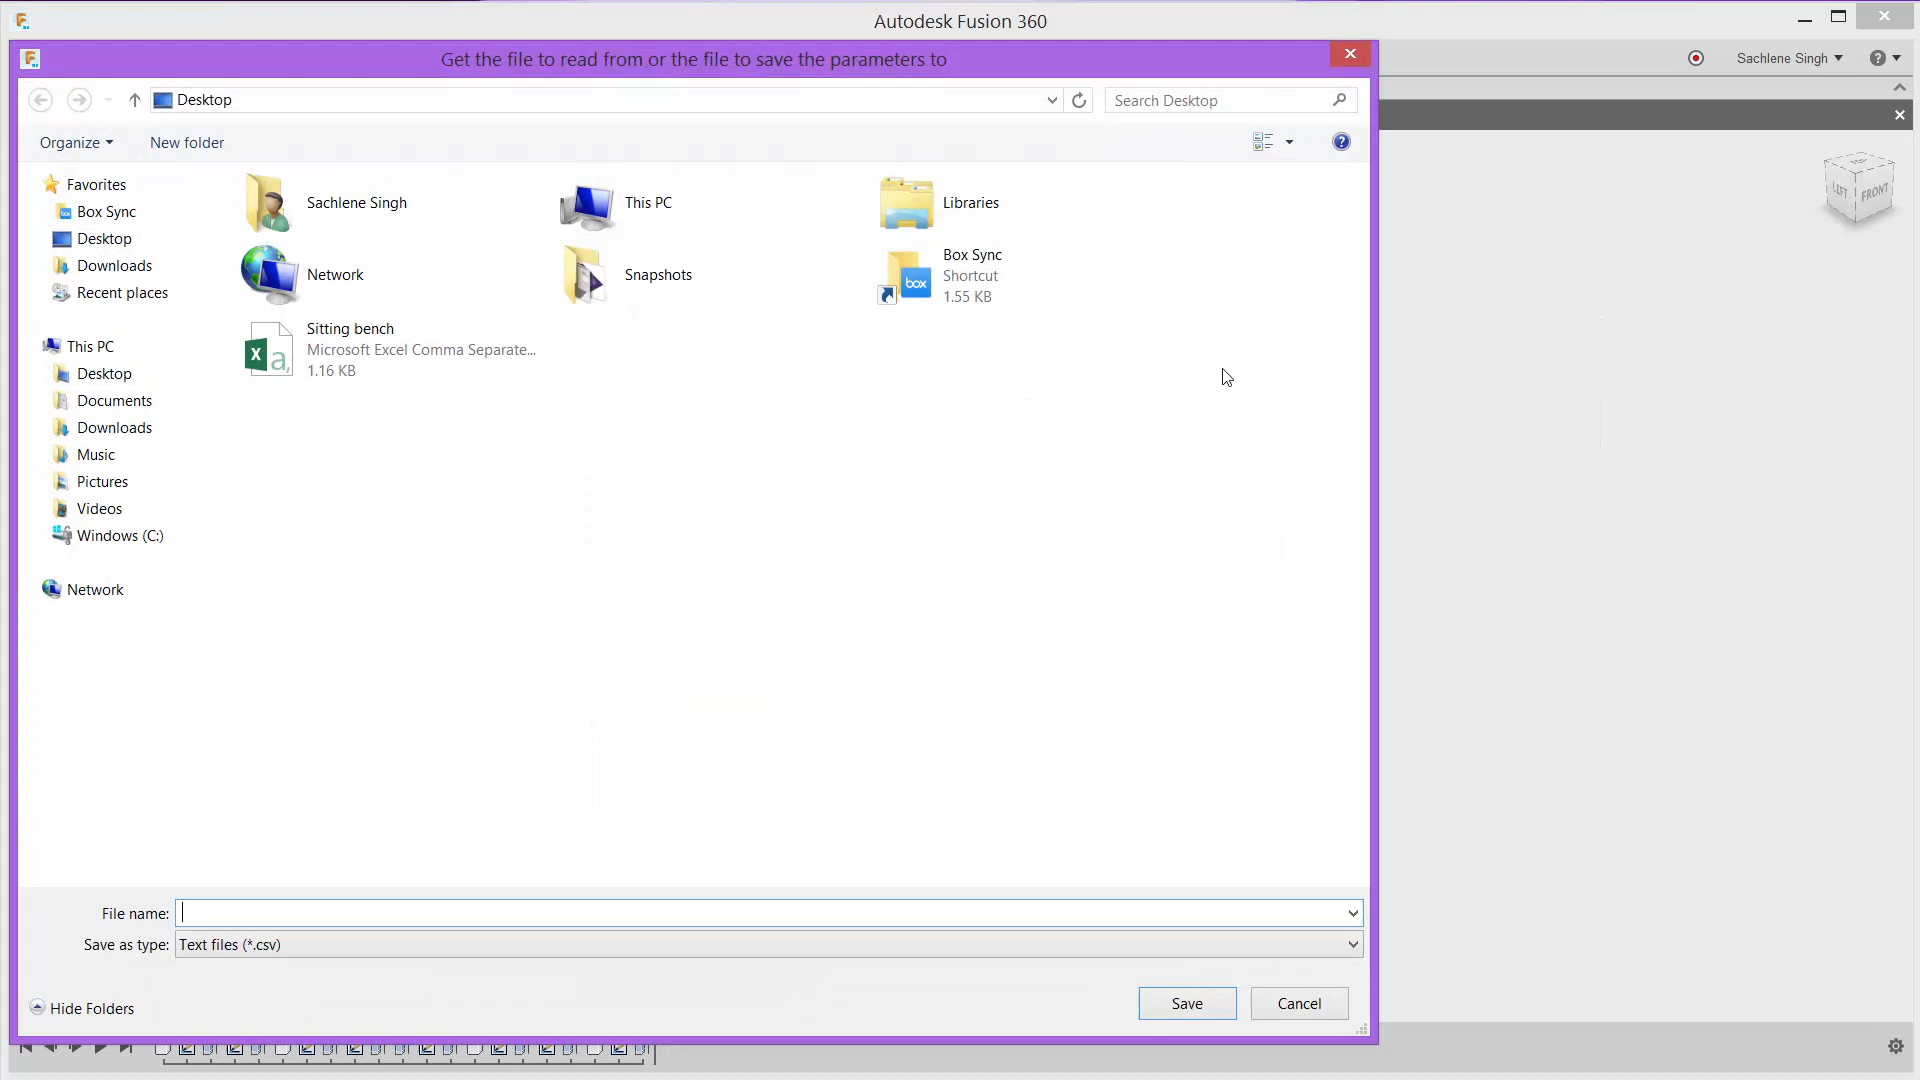 Autodesk Fusion 360
Get the file to read from or the file to save the parameters to
Sachlene Singh
Desktop
Search Desktop
Organize
New folder
Favorites
Box Sync
Desktop
Downloads
Recent places
This PC
Desktop
Documents
Downloads
Music
Pictures
Videos
Windows (C:)
Network
Sachlene Singh
This PC
Libraries
Network
Snapshots
Box Sync
Shortcut
1.55 KB
box
Sitting bench
Microsoft Excel Comma Separate...
1.16 KB
TOP
LEFT
FRONT
File name:
Save as type: Text files (*.csv)
Hide Folders
Save
Cancel